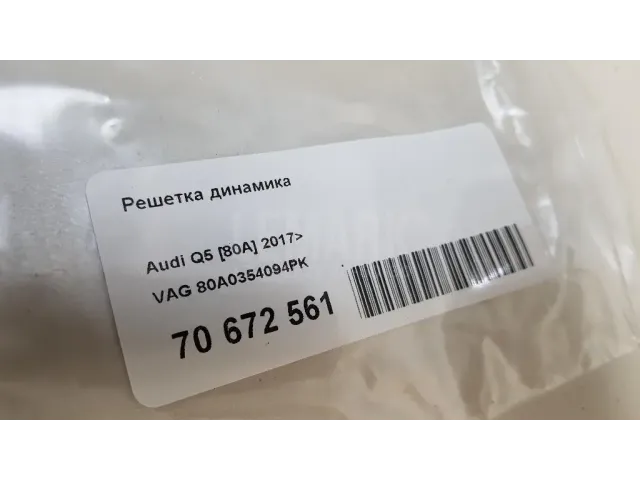 Решетка динамика
Audi Q5 [80A] 2017>
VAG 80A0354094PK
70 672 561